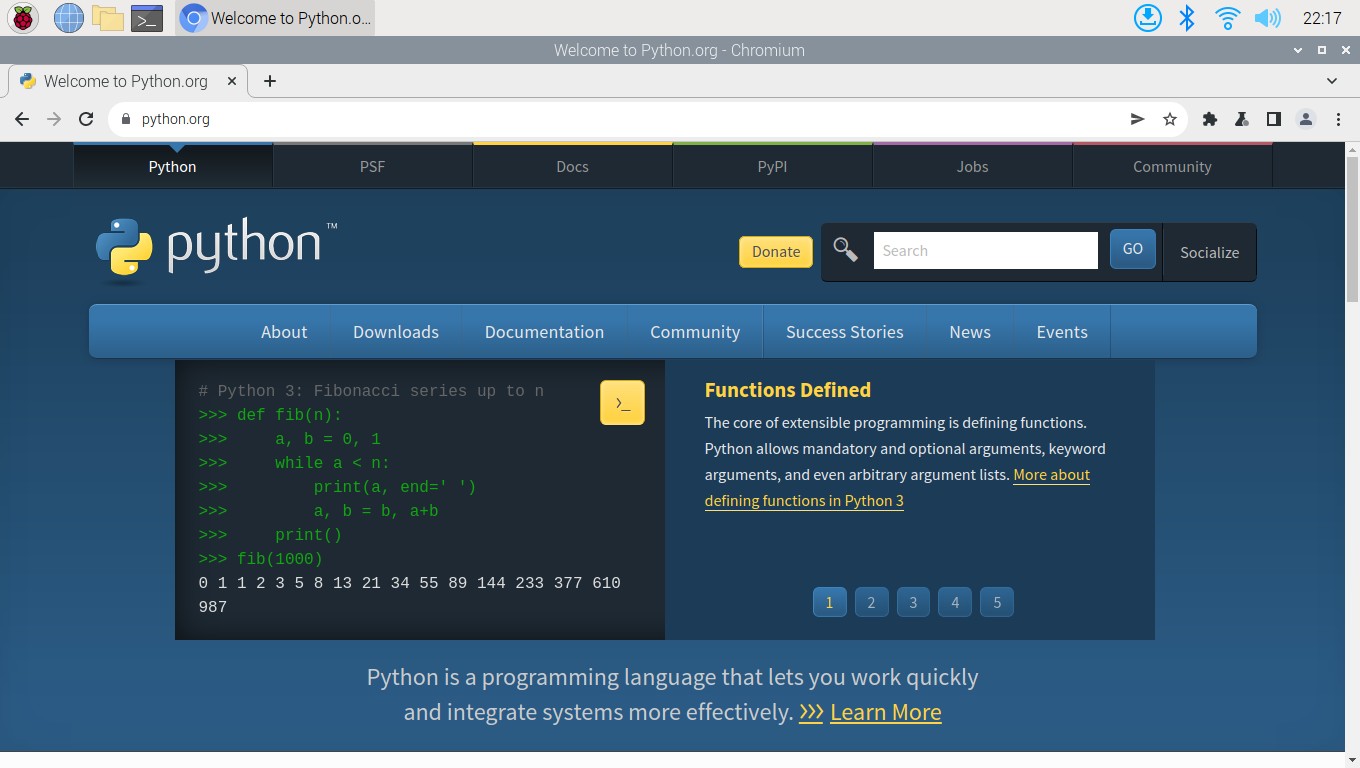 Welcome to Python.o...
22:17
Welcome to Python.org - Chromium
Welcome to Python.org
python.org
Python PSF Docs PyPI Jobs Community
python™
Donate
Search
GO
Socialize
About Downloads Documentation Community Success Stories News Events
# Python 3: Fibonacci series up to n
>>> def fib(n):
>>>     a, b = 0, 1
>>>     while a < n:
>>>         print(a, end=' ')
>>>         a, b = b, a+b
>>>     print()
>>> fib(1000)
0 1 1 2 3 5 8 13 21 34 55 89 144 233 377 610
987
>_
Functions Defined
The core of extensible programming is defining functions.
Python allows mandatory and optional arguments, keyword
arguments, and even arbitrary argument lists. More about
defining functions in Python 3
1 2 3 4 5
Python is a programming language that lets you work quickly
and integrate systems more effectively. >>> Learn More